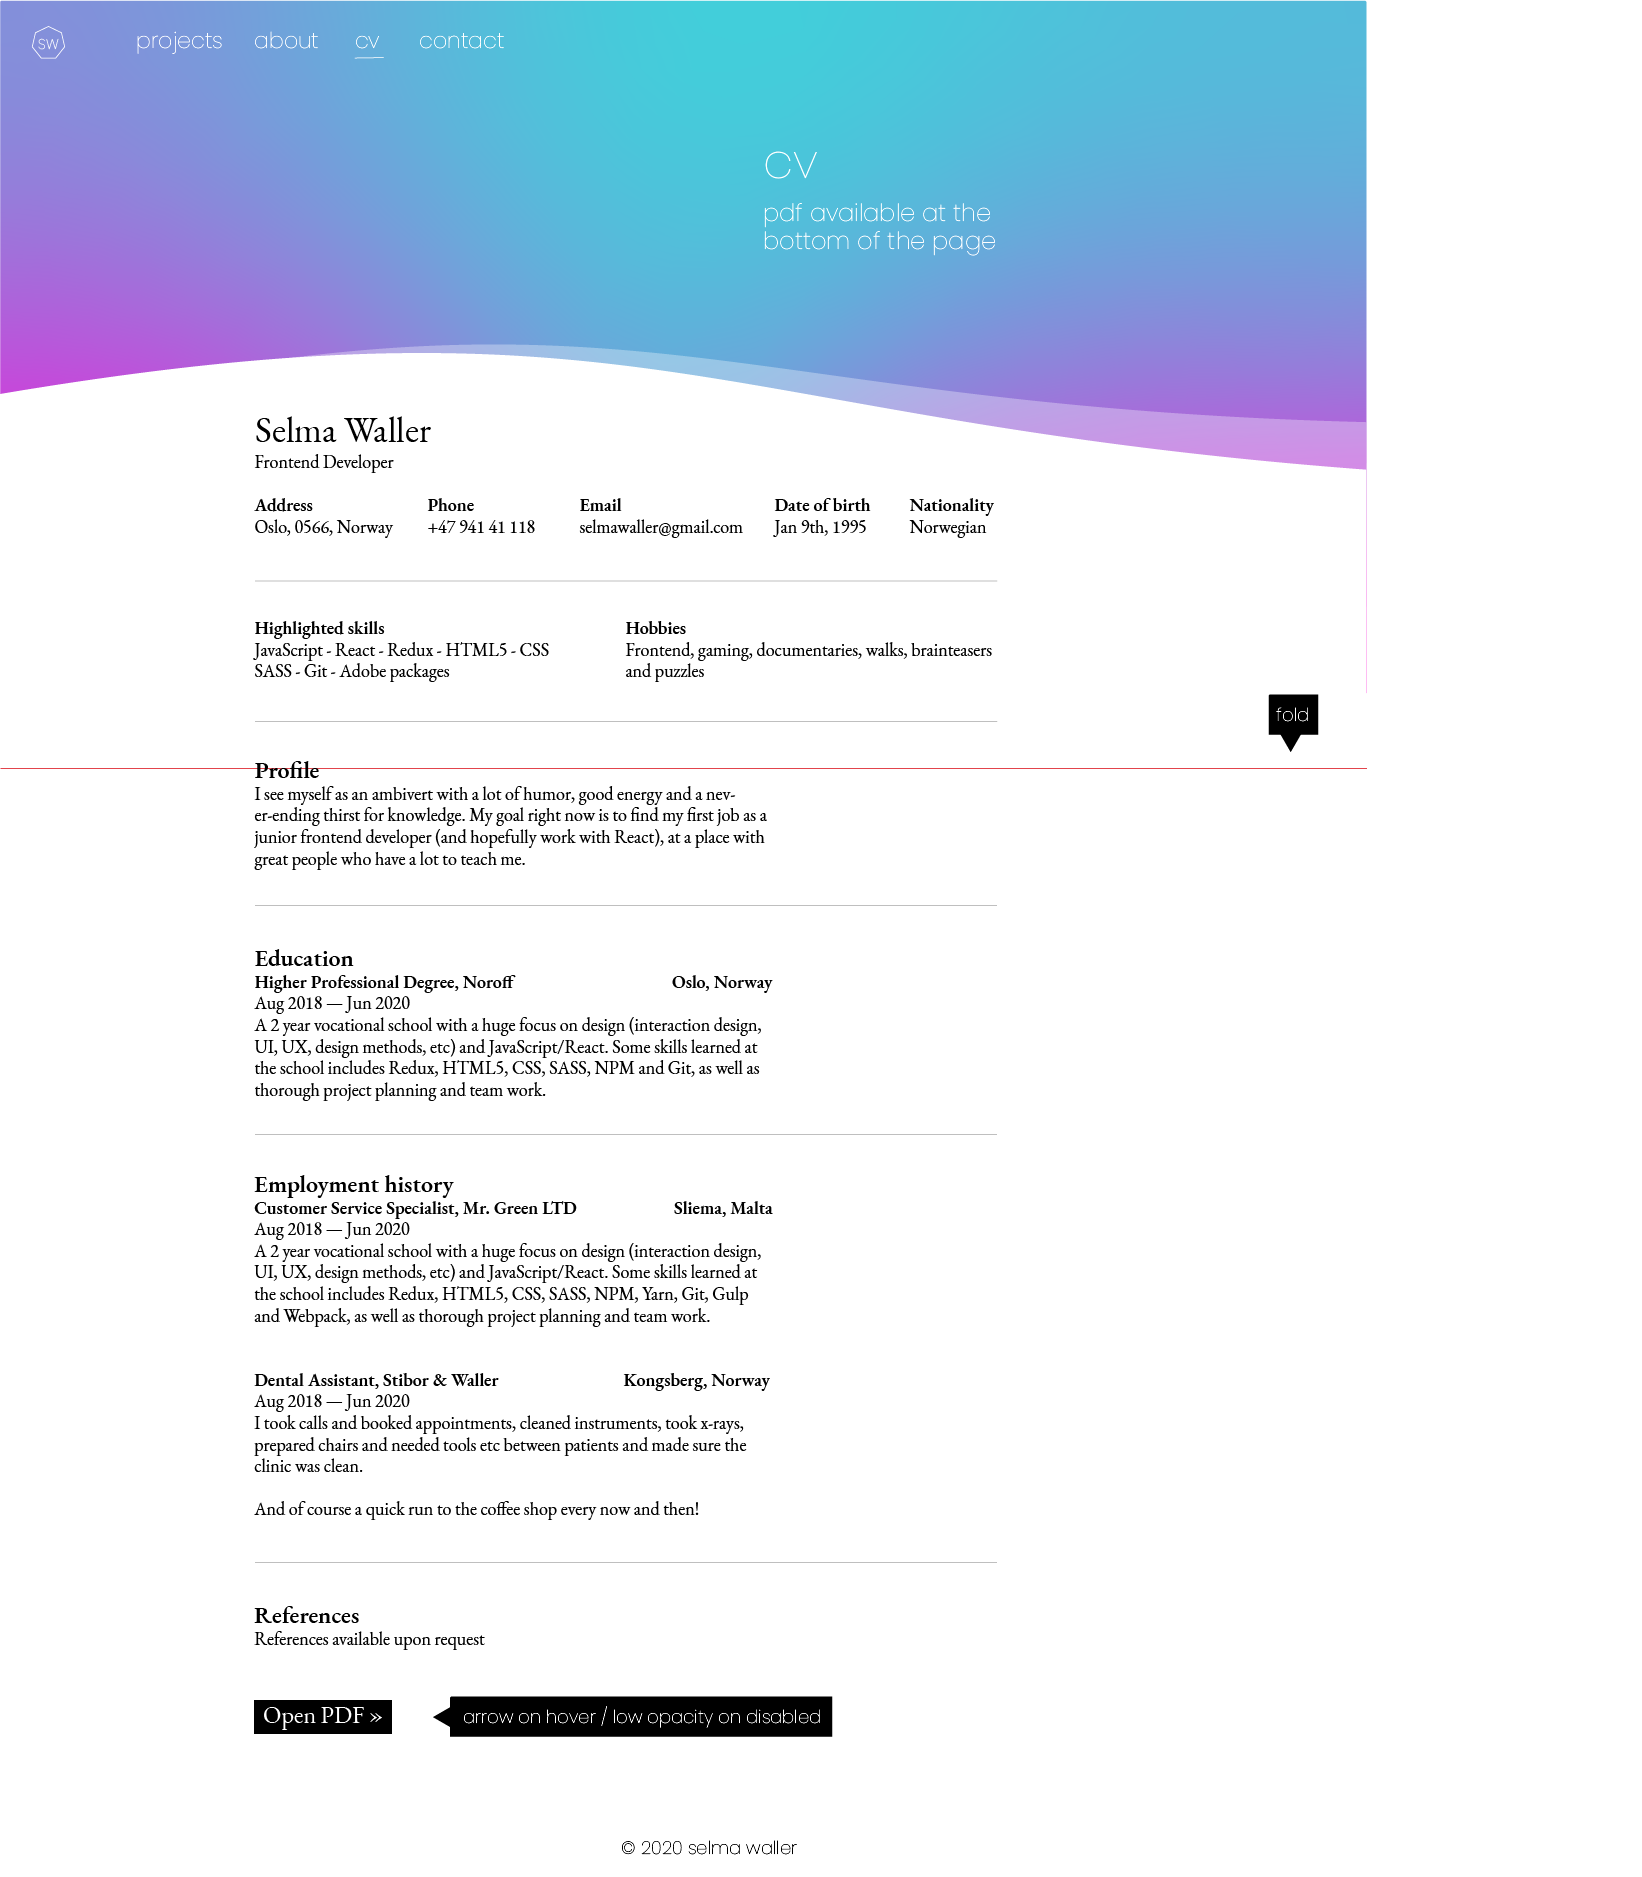 SW projects about cv contact
CV
pdf available at the
bottom of the page
Selma Waller
Frontend Developer
Address Phone Email Date of birth Nationality
Oslo, 0566, Norway +47 941 41 118 selmawaller@gmail.com Jan 9th, 1995 Norwegian
Highlighted skills
JavaScript - React - Redux - HTML5 - CSS
SASS - Git - Adobe packages
Hobbies
Frontend, gaming, documentaries, walks, brainteasers
and puzzles
fold
Profile
I see myself as an ambivert with a lot of humor, good energy and a nev-
er-ending thirst for knowledge. My goal right now is to find my first job as a
junior frontend developer (and hopefully work with React), at a place with
great people who have a lot to teach me.
Education
Higher Professional Degree, Noroff Oslo, Norway
Aug 2018 — Jun 2020
A 2 year vocational school with a huge focus on design (interaction design,
UI, UX, design methods, etc) and JavaScript/React. Some skills learned at
the school includes Redux, HTML5, CSS, SASS, NPM and Git, as well as
thorough project planning and team work.
Employment history
Customer Service Specialist, Mr. Green LTD Sliema, Malta
Aug 2018 — Jun 2020
A 2 year vocational school with a huge focus on design (interaction design,
UI, UX, design methods, etc) and JavaScript/React. Some skills learned at
the school includes Redux, HTML5, CSS, SASS, NPM, Yarn, Git, Gulp
and Webpack, as well as thorough project planning and team work.
Dental Assistant, Stibor & Waller Kongsberg, Norway
Aug 2018 — Jun 2020
I took calls and booked appointments, cleaned instruments, took x-rays,
prepared chairs and needed tools etc between patients and made sure the
clinic was clean.
And of course a quick run to the coffee shop every now and then!
References
References available upon request
Open PDF » arrow on hover / low opacity on disabled
© 2020 selma waller